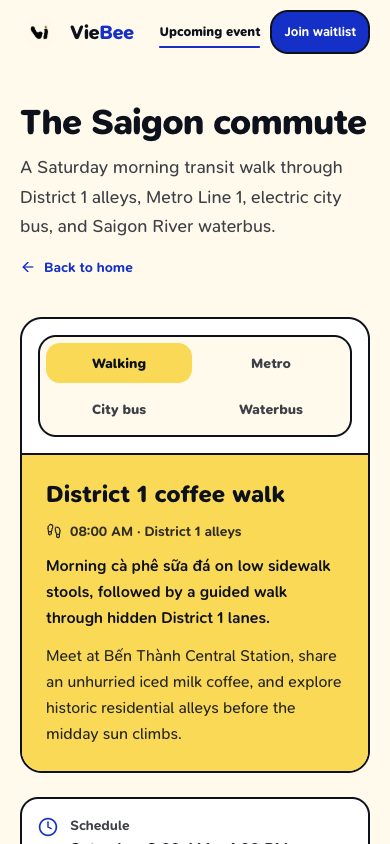 VieBee
Upcoming event
Join waitlist
The Saigon commute
A Saturday morning transit walk through
District 1 alleys, Metro Line 1, electric city
bus, and Saigon River waterbus.
Back to home
Walking
Metro
City bus
Waterbus
District 1 coffee walk
08:00 AM · District 1 alleys
Morning cà phê sữa đá on low sidewalk
stools, followed by a guided walk
through hidden District 1 lanes.
Meet at Bến Thành Central Station, share
an unhurried iced milk coffee, and explore
historic residential alleys before the
midday sun climbs.
Schedule